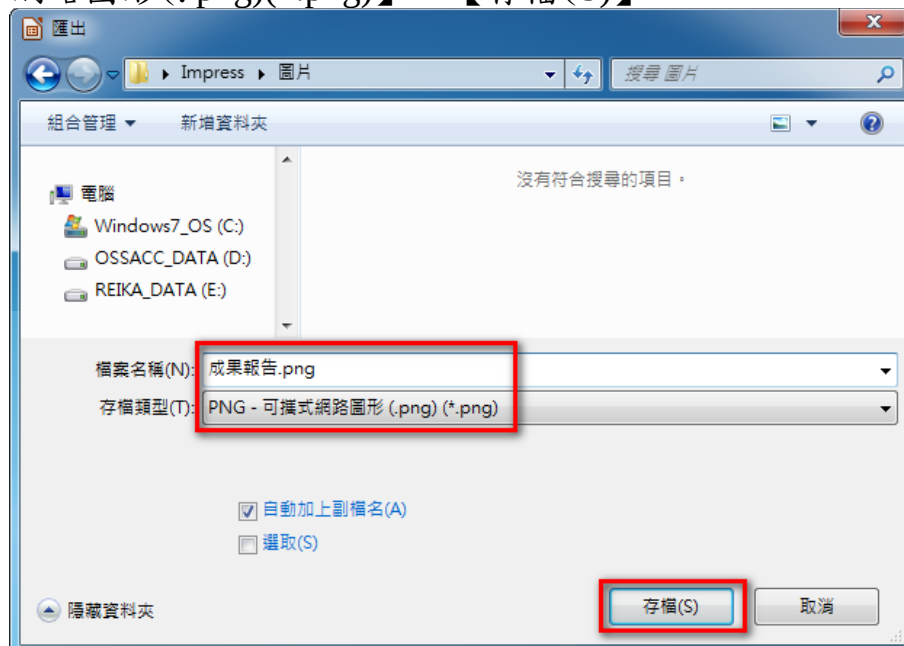 匯出
Impress 圖片
搜尋 圖片
組合管理 新增資料夾
沒有符合搜尋的項目。
電腦
Windows7_OS (C:)
OSSACC_DATA (D:)
REIKA_DATA (E:)
檔案名稱(N): 成果報告.png
存檔類型(T): PNG - 可攜式網路圖形 (.png) (*.png)
自動加上副檔名(A)
選取(S)
隱藏資料夾 存檔(S) 取消